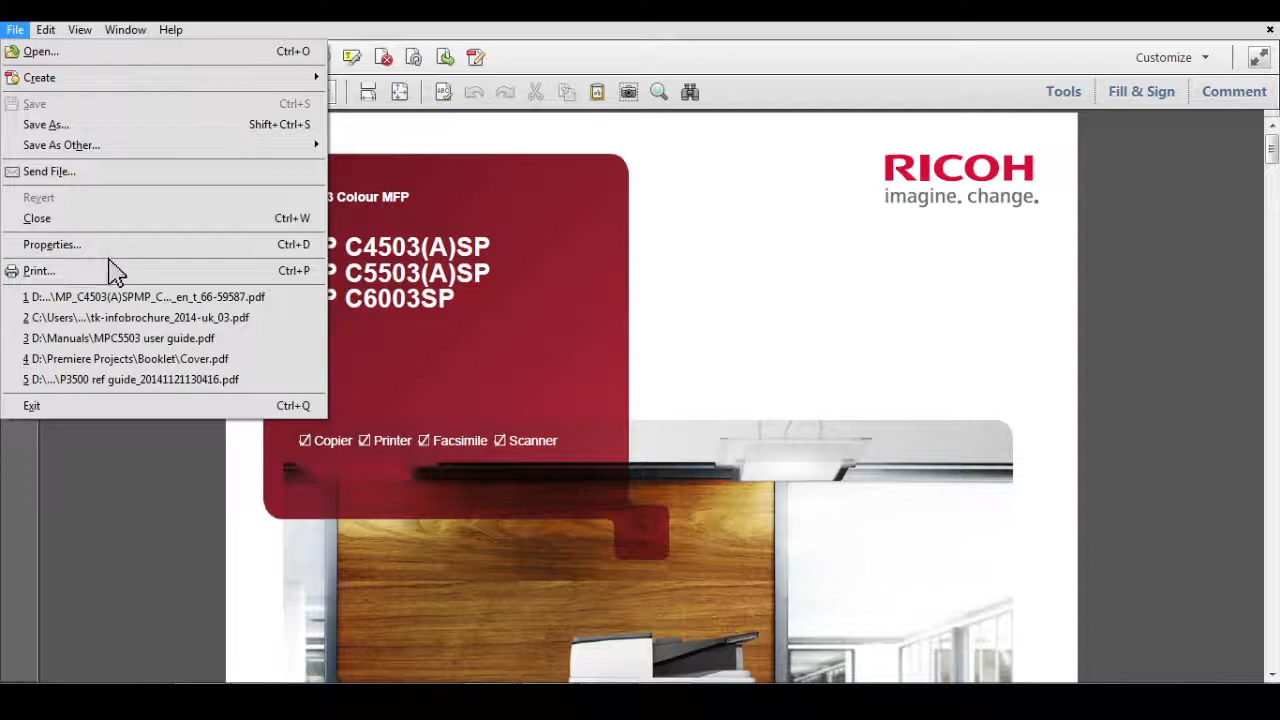 File Edit View Window Help
Open... Ctrl+O
Create
Save Ctrl+S
Save As... Shift+Ctrl+S
Save As Other...
Send File...
Revert
Close Ctrl+W
Properties... Ctrl+D
Print... Ctrl+P
1 D:...\MP_C4503(A)SPMP_C..._en_t_66-59587.pdf
2 C:\Users\...\tk-infobrochure_2014-uk_03.pdf
3 D:\Manuals\MPC5503 user guide.pdf
4 D:\Premiere Projects\Booklet\Cover.pdf
5 D:\...\P3500 ref guide_20141121130416.pdf
Exit Ctrl+Q
Customize
Tools Fill & Sign Comment
RICOH
imagine. change.
3 Colour MFP
P C4503(A)SP
P C5503(A)SP
P C6003SP
Copier Printer Facsimile Scanner